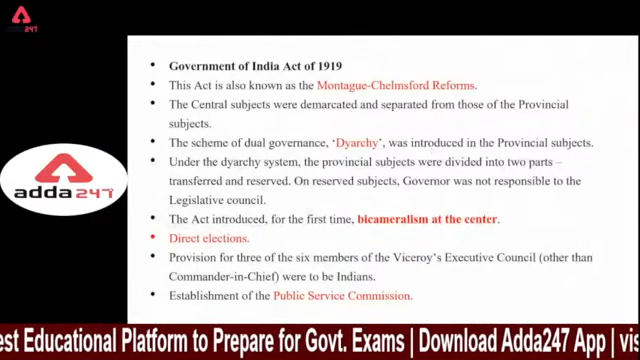 adda247
Government of India Act of 1919
This Act is also known as the Montague-Chelmsford Reforms.
The Central subjects were demarcated and separated from those of the Provincial
subjects.
The scheme of dual governance, ‘Dyarchy’, was introduced in the Provincial subjects.
Under the dyarchy system, the provincial subjects were divided into two parts –
transferred and reserved. On reserved subjects, Governor was not responsible to the
Legislative council.
The Act introduced, for the first time, bicameralism at the center.
Direct elections.
Provision for three of the six members of the Viceroy's Executive Council (other than
Commander-in-Chief) were to be Indians.
Establishment of the Public Service Commission.
adda247
est Educational Platform to Prepare for Govt. Exams | Download Adda247 App | vis